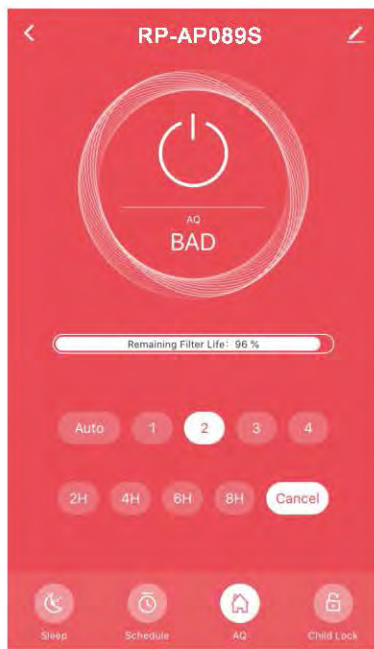 RP-AP089S
AQ
BAD
Remaining Filter Life: 96 %
Auto 1 2 3 4
2H 4H 6H 8H Cancel
Sleep Schedule AQ Child Lock